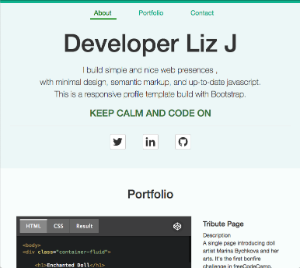 About Portfolio Contact
Developer Liz J
I build simple and nice web presences ,
with minimal design, semantic markup, and up-to-date javascript.
This is a responsive profile template build with Bootstrap.
KEEP CALM AND CODE ON
Portfolio
HTML CSS Result
Tribute Page
Description
A single page introducing doll
artist Marina Bychkova and her
arts. It's the first bonfire
challenge in freeCodeCamp.
<body>
<div class="container-fluid">
<h1>Enchanted Doll</h1>